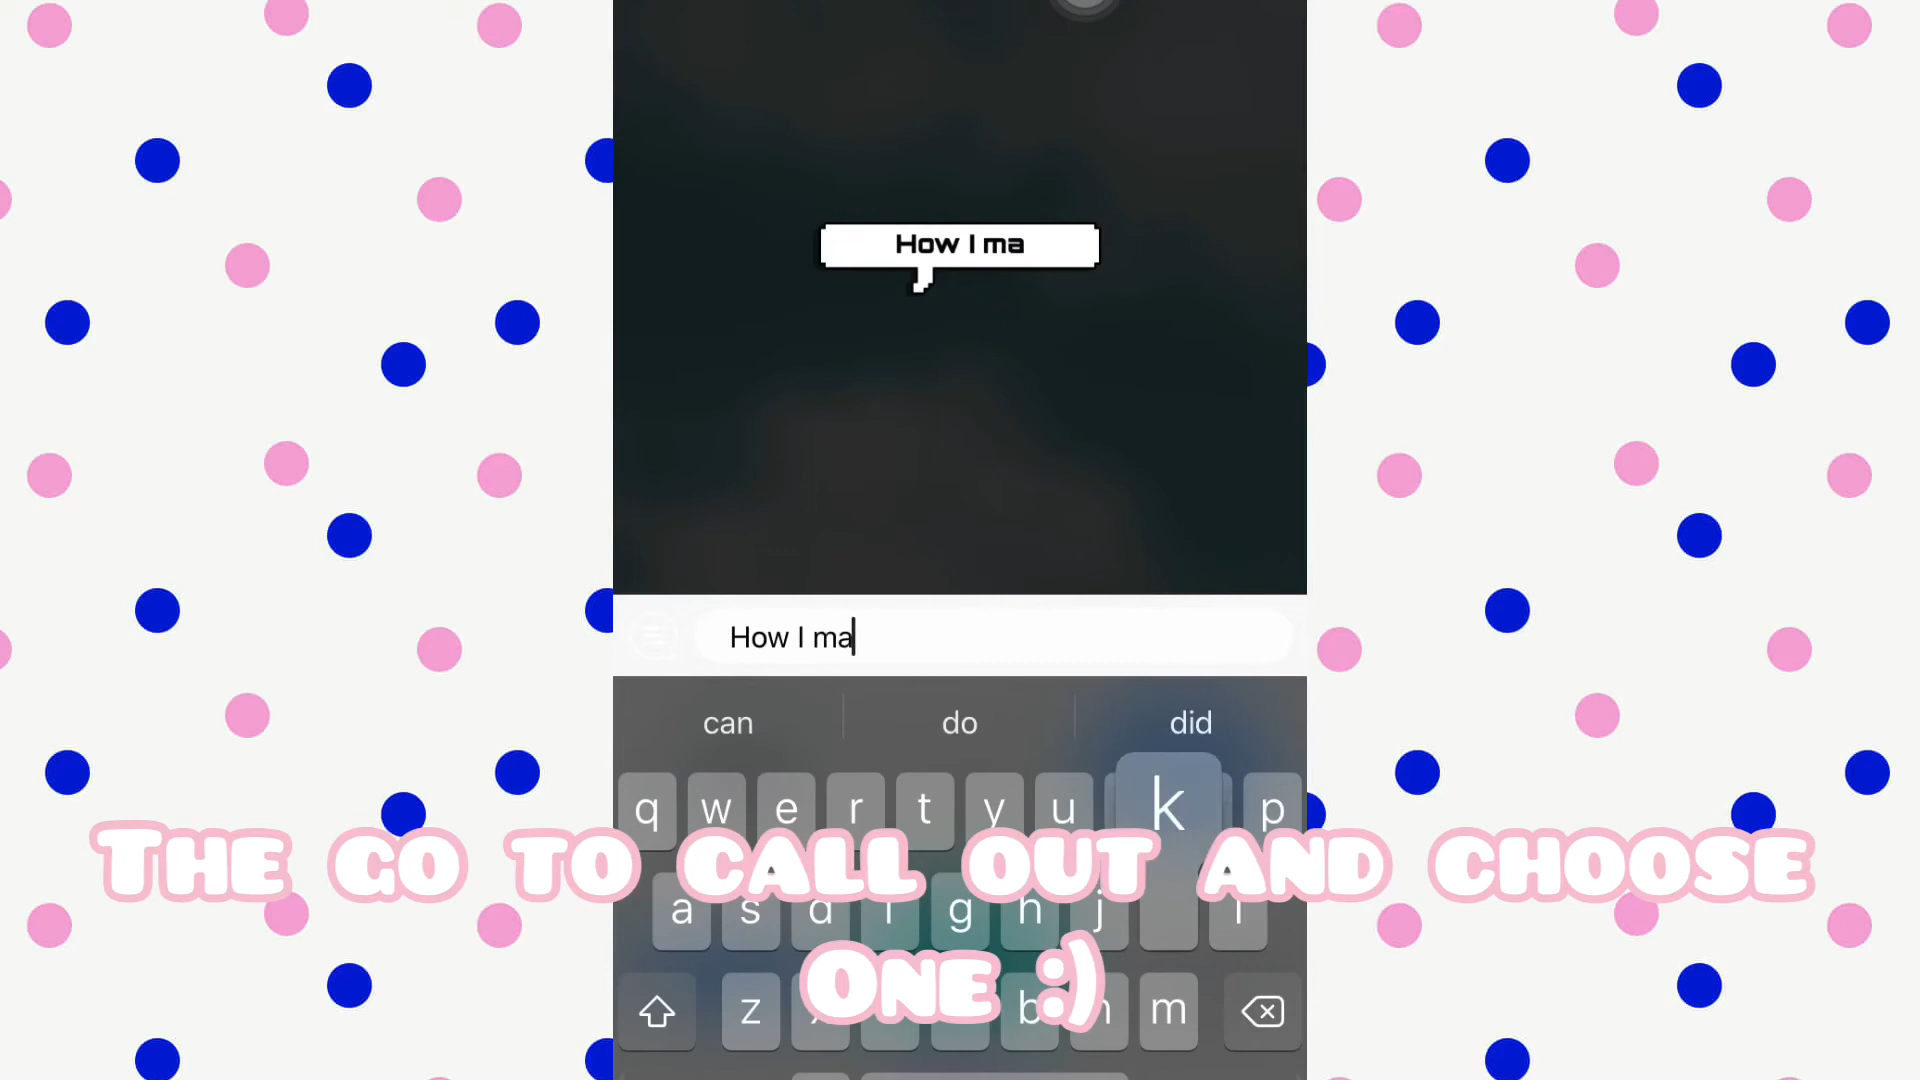 How I ma
How I ma
can do did
q w e r t y u k p
The go to call out and choose
a s d f g h j l
One :)
z b n m